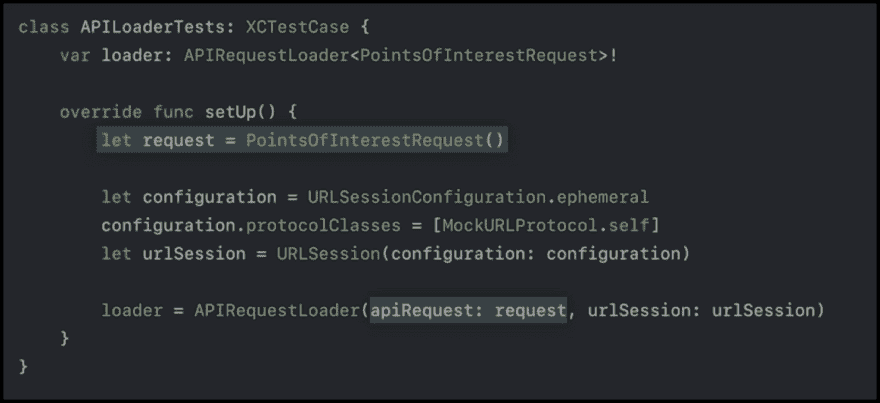 class APILoaderTests: XCTestCase {
    var loader: APIRequestLoader<PointsOfInterestRequest>!
    override func setUp() {
        let request = PointsOfInterestRequest()
        let configuration = URLSessionConfiguration.ephemeral
        configuration.protocolClasses = [MockURLProtocol.self]
        let urlSession = URLSession(configuration: configuration)
        loader = APIRequestLoader(apiRequest: request, urlSession: urlSession)
    }
}